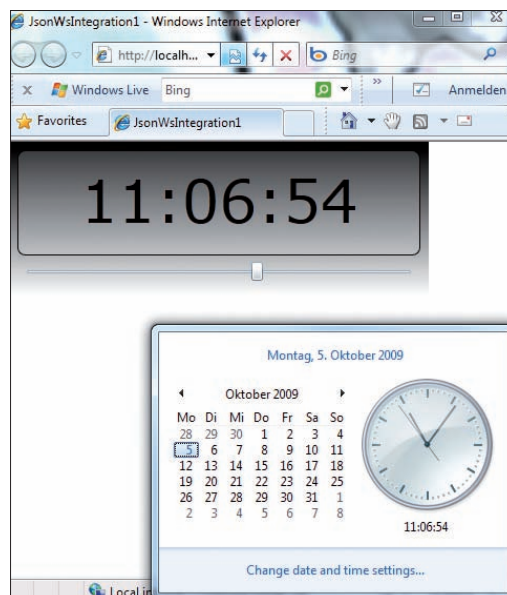 JsonWsIntegration1 - Windows Internet Explorer
http://localh...
Bing
x Windows Live Bing » Anmelden
Favorites JsonWsIntegration1
11:06:54
Montag, 5. Oktober 2009
Oktober 2009
Mo Di Mi Do Fr Sa So
28 29 30 1 2 3 4
5 6 7 8 9 10 11
12 13 14 15 16 17 18
19 20 21 22 23 24 25
26 27 28 29 30 31 1
2 3 4 5 6 7 8
11:06:54
Change date and time settings...
Local in